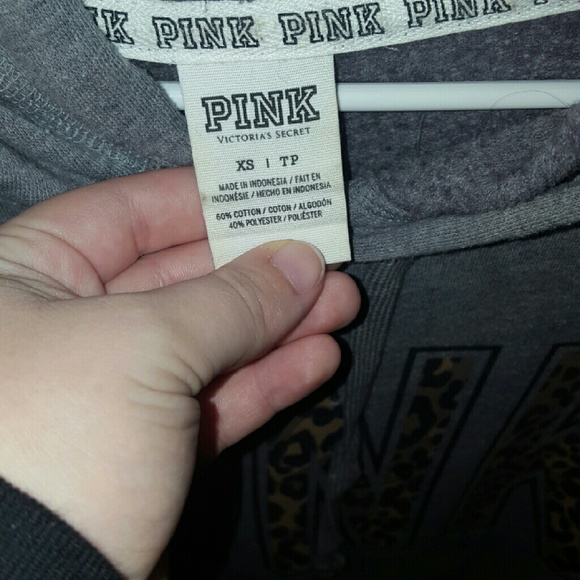 PINK PINK PINK PINK
PINK
VICTORIA'S SECRET
XS | TP
MADE IN INDONESIA / FAIT EN
INDONÉSIE / HECHO EN INDONESIA
60% COTTON / COTON / ALGODÓN
40% POLYESTER / POLIÉSTER